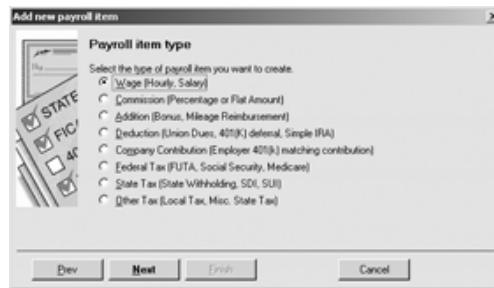 Add new payroll item
Payroll item type
Select the type of payroll item you want to create.
Wage (Hourly, Salary)
Commission (Percentage or Flat Amount)
Addition (Bonus, Mileage Reimbursement)
Deduction (Union Dues, 401(K) deferral, Simple IRA)
Company Contribution (Employer 401(k) matching contribution)
Federal Tax (FUTA, Social Security, Medicare)
State Tax (State Withholding, SDI, SUI)
Other Tax (Local Tax, Misc. State Tax)
STATE
FICA
40
Prev
Next
Finish
Cancel